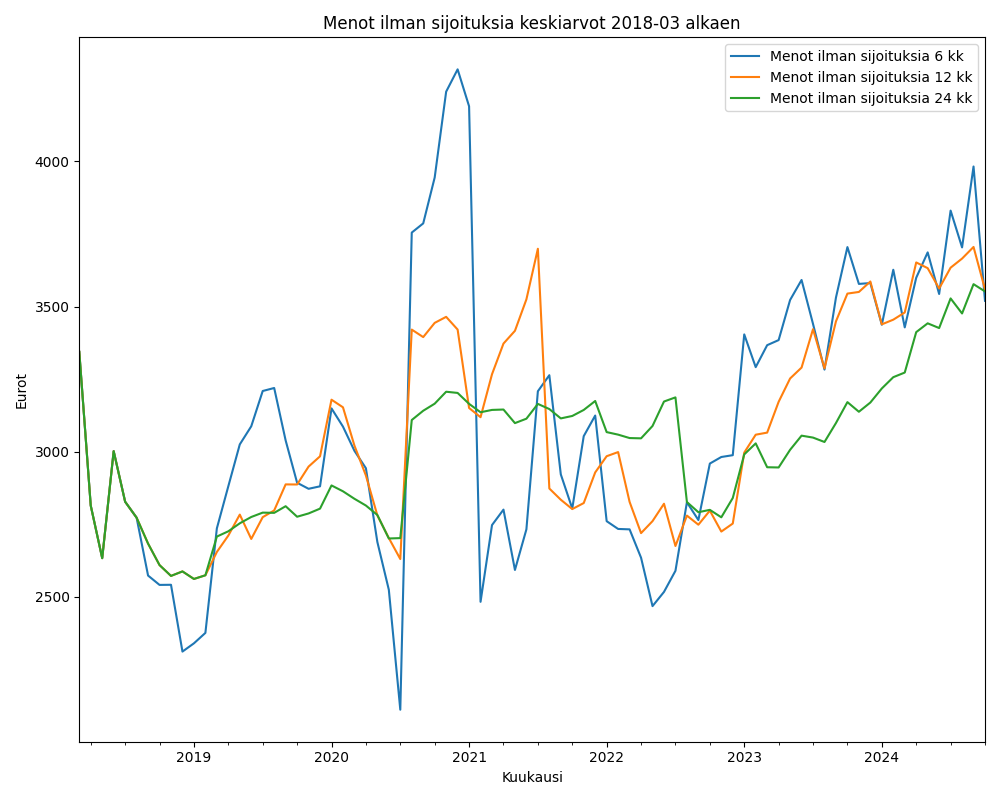 Menot ilman sijoituksia keskiarvot 2018-03 alkaen
Menot ilman sijoituksia 6 kk
Menot ilman sijoituksia 12 kk
Menot ilman sijoituksia 24 kk
Eurot
4000
3500
3000
2500
2019 2020 2021 2022 2023 2024
Kuukausi